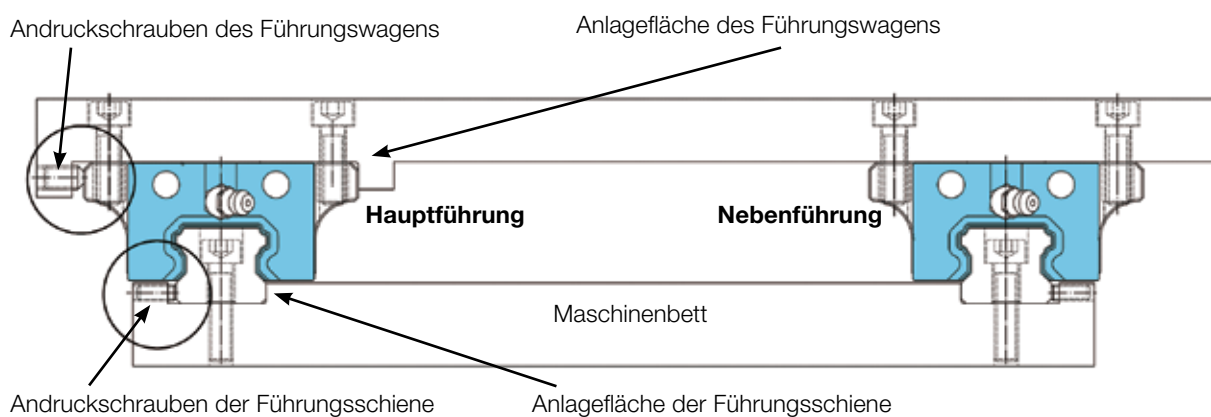 Andruckschrauben des Führungswagens
Anlagefläche des Führungswagens
Hauptführung
Nebenführung
Maschinenbett
Andruckschrauben der Führungsschiene
Anlagefläche der Führungsschiene